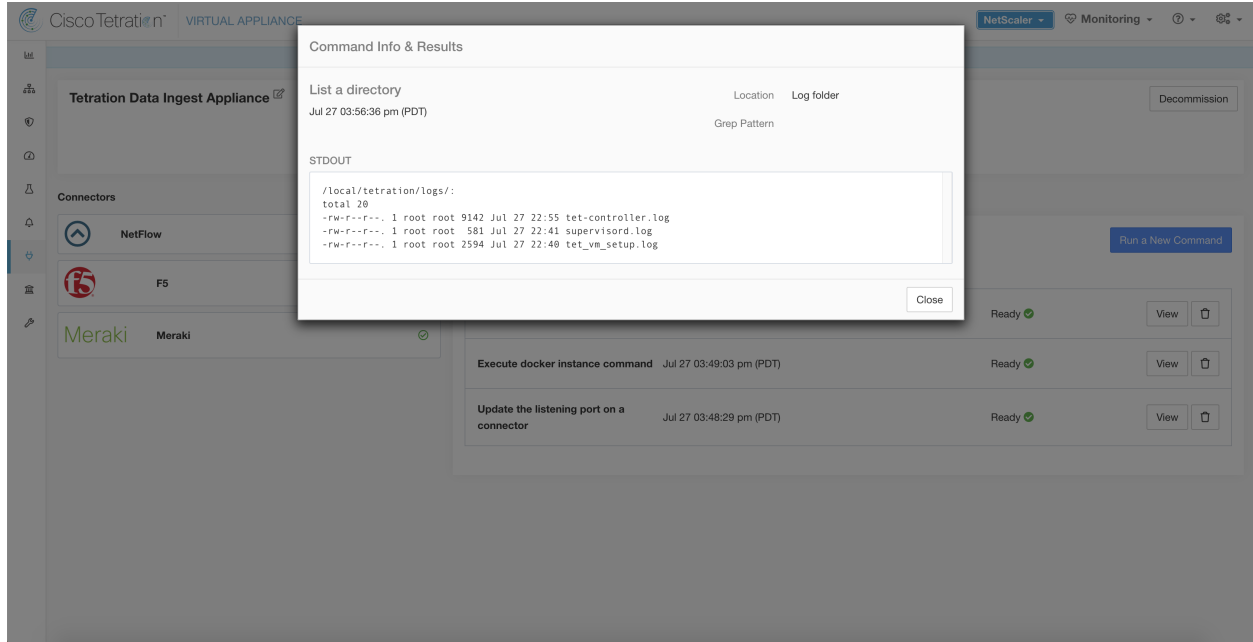 Cisco Tetration™ VIRTUAL APPLIANCE
NetScaler Monitoring
Tetration Data Ingest Appliance
Decommission
Command Info & Results
List a directory
Jul 27 03:56:36 pm (PDT)
Location Log folder
Grep Pattern
STDOUT
/local/tetration/logs/:
total 20
-rw-r--r--. 1 root root 9142 Jul 27 22:55 tet-controller.log
-rw-r--r--. 1 root root  581 Jul 27 22:41 supervisord.log
-rw-r--r--. 1 root root 2594 Jul 27 22:40 tet_vm_setup.log
Close
Connectors
NetFlow
f5 F5
Meraki Meraki
Run a New Command
Ready View
Execute docker instance command Jul 27 03:49:03 pm (PDT) Ready View
Update the listening port on a
connector
Jul 27 03:48:29 pm (PDT) Ready View